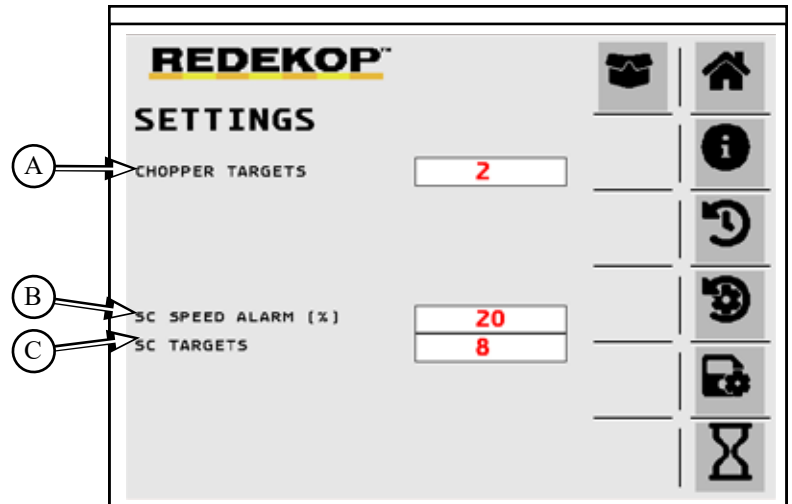 REDEKOP™
SETTINGS
A
CHOPPER TARGETS 2
B
SC SPEED ALARM (%) 20
C
SC TARGETS 8